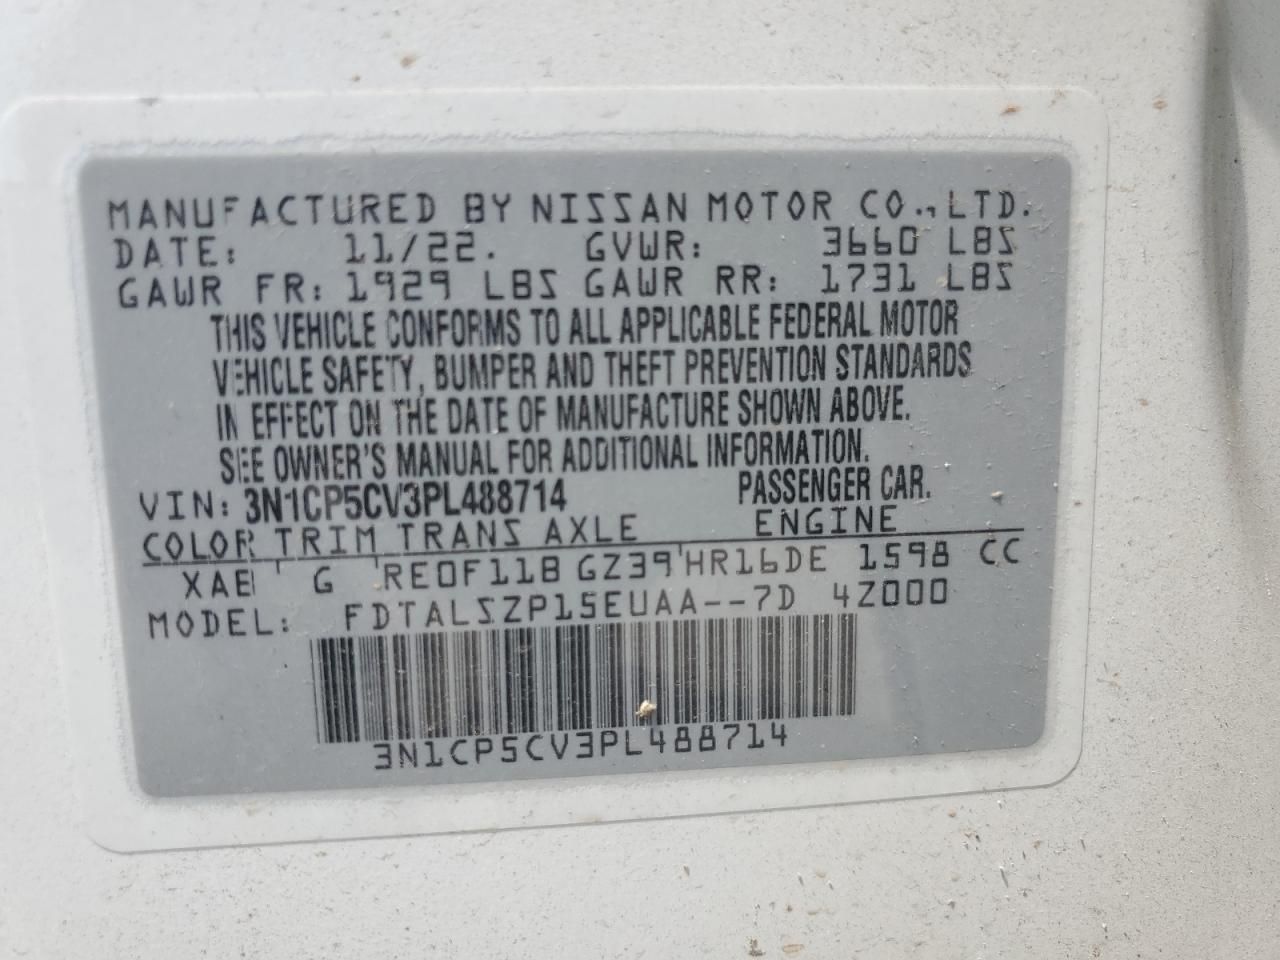 MANUFACTURED BY NISSAN MOTOR CO., LTD.
DATE: 11/22. GVWR: 3660 LBS
GAWR FR: 1929 LBS GAWR RR: 1731 LBS
THIS VEHICLE CONFORMS TO ALL APPLICABLE FEDERAL MOTOR
VEHICLE SAFETY, BUMPER AND THEFT PREVENTION STANDARDS
IN EFFECT ON THE DATE OF MANUFACTURE SHOWN ABOVE.
SEE OWNER'S MANUAL FOR ADDITIONAL INFORMATION.
VIN: 3N1CP5CV3PL488714 PASSENGER CAR.
COLOR TRIM TRANS AXLE ENGINE
XAB G RE0F11B GZ39 HR16DE 1598 CC
MODEL: FDTALSZP15EUAA--7D 4Z000
3N1CP5CV3PL488714